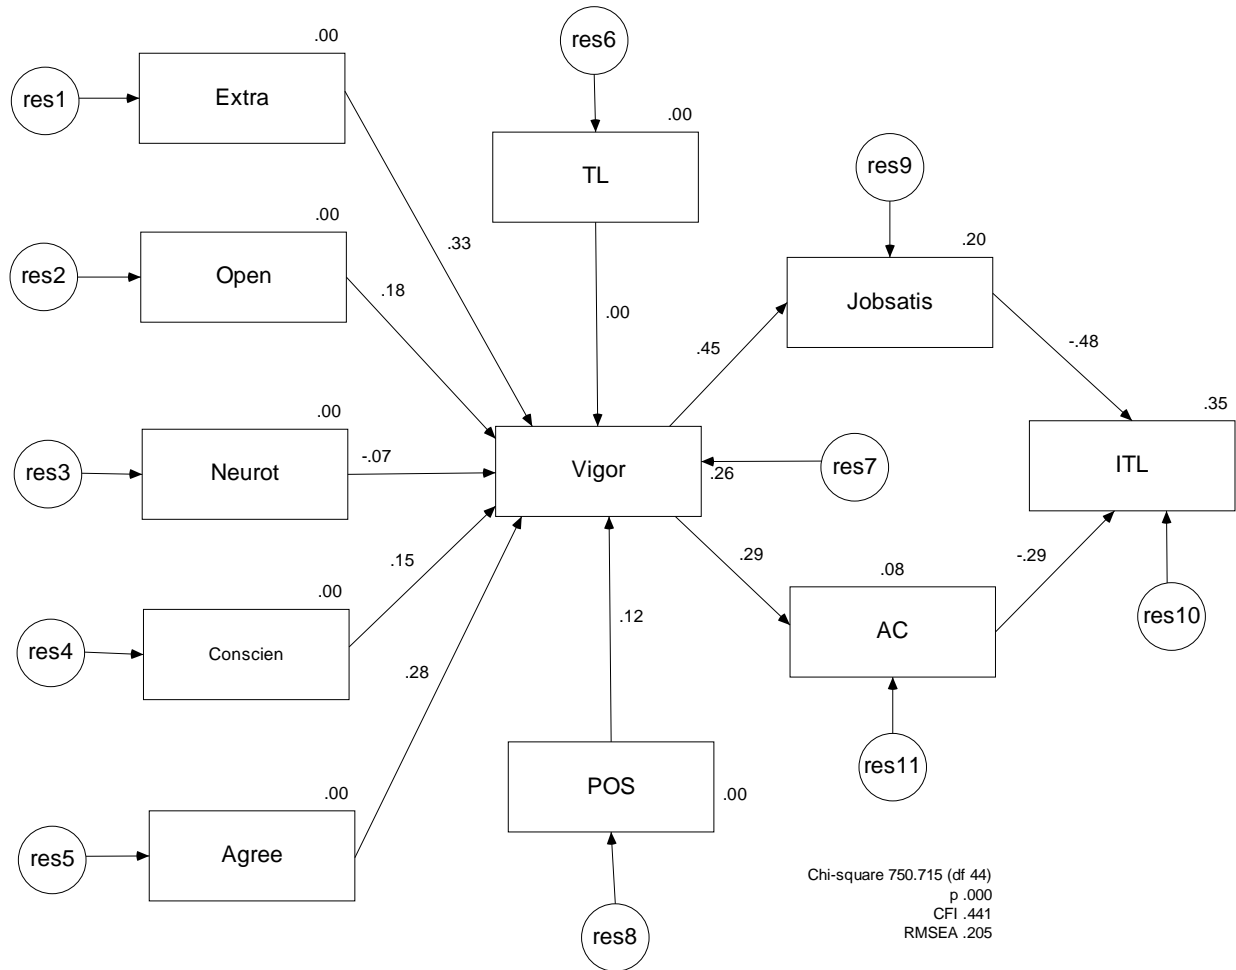 .00
res6
res1
Extra
.00
TL
res9
.00
res2
Open
.33
.20
Jobsatis
.18
.00
.45
-.48
.00
.35
res3
Neurot
-.07
Vigor
.26
res7
ITL
.15
.29
-.29
.08
.00
res4
Conscien
.12
AC
res10
.28
res11
.00
POS
.00
res5
Agree
res8
Chi-square 750.715 (df 44)
p .000
CFI .441
RMSEA .205